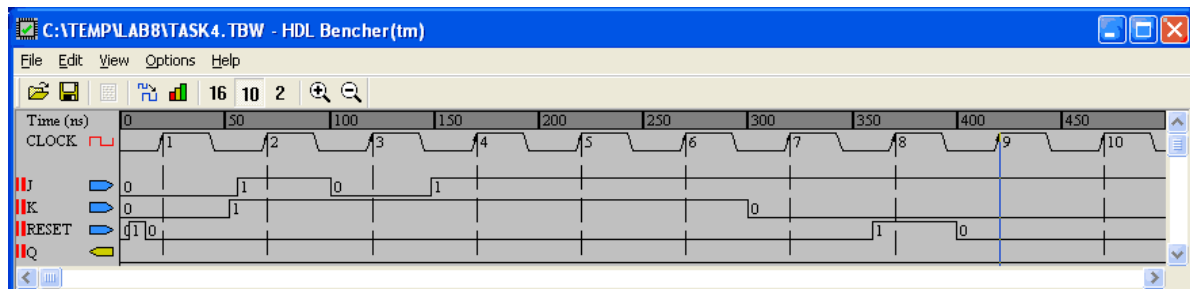 C:\TEMP\LAB8\TASK4.TBW - HDL Bencher(tm)
File Edit View Options Help
16 10 2
Time (ns) 0 50 100 150 200 250 300 350 400 450
CLOCK 1 2 3 4 5 6 7 8 9 10
J 0 1 0 1
K 0 1 0
RESET 0 1 0 1 0
Q